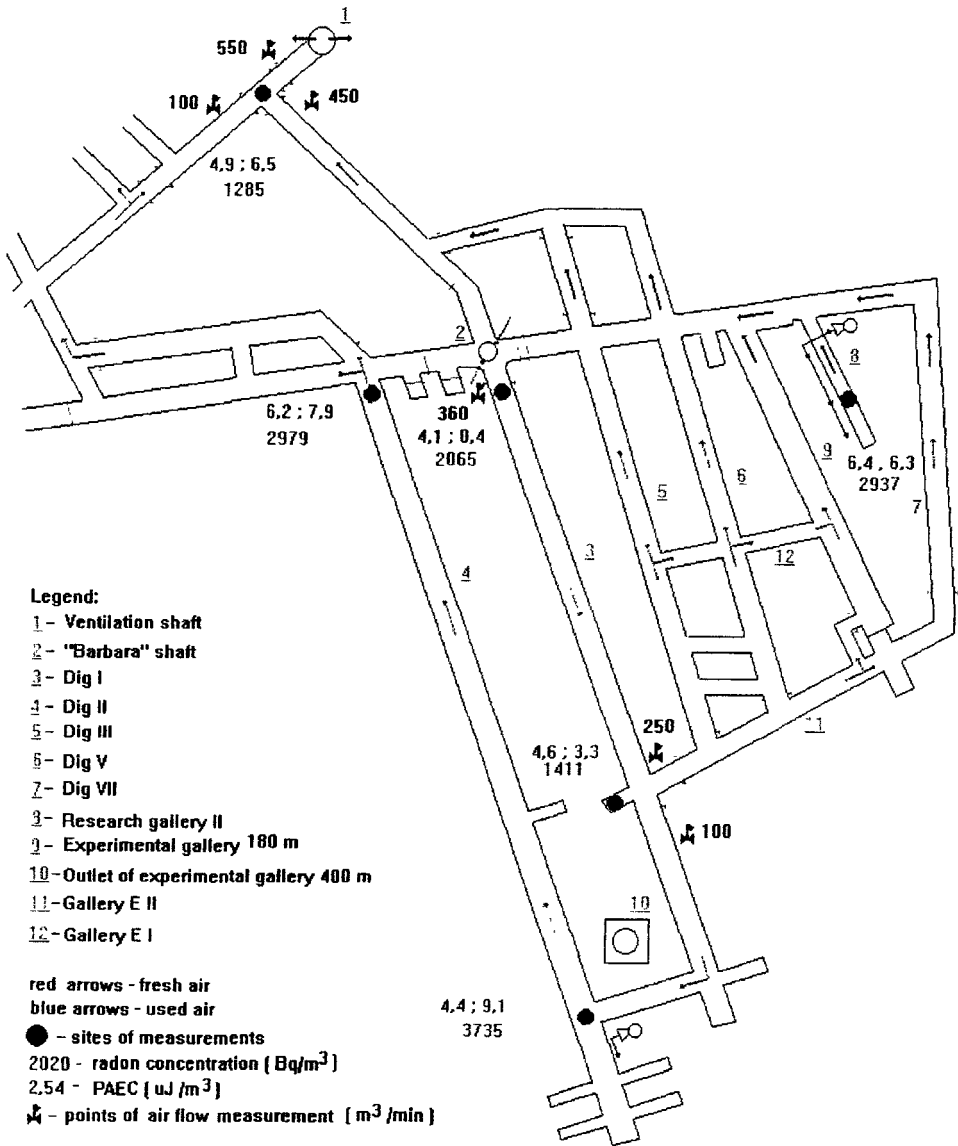 1
550
100
450
4,9 ; 6,5
1285
2
8
6,2 ; 7,9
2979
360
4,1 ; 0,4
2065
9
6,4 , 6,3
2937
5
6
7
3
12
4
Legend:
1 - Ventilation shaft
2 - "Barbara" shaft
3 - Dig I
4 - Dig II
5 - Dig III
6 - Dig V
7 - Dig VII
Research gallery II
9 - Experimental gallery 180 m
10 - Outlet of experimental gallery 400 m
11 - Gallery E II
12 - Gallery E I
250
11
4,6 ; 3,3
1411
100
10
red arrows - fresh air
blue arrows - used air
- sites of measurements
2020 - radon concentration [ Bq/m3 ]
2,54 - PAEC [ uJ /m3 ]
- points of air flow measurement [ m3/min ]
4,4 ; 9,1
3735